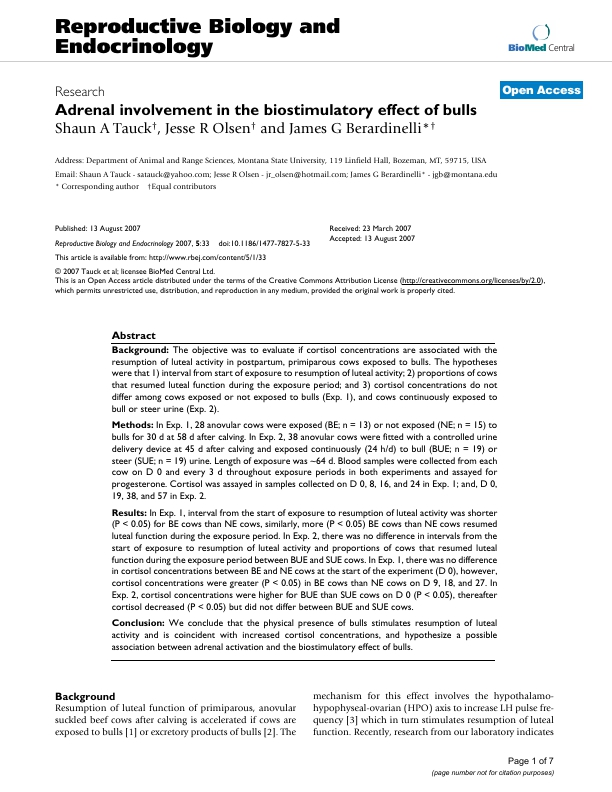 Reproductive Biology and
Endocrinology
BioMed Central
Research
Open Access
Adrenal involvement in the biostimulatory effect of bulls
Shaun A Tauck†, Jesse R Olsen† and James G Berardinelli*†
Address: Department of Animal and Range Sciences, Montana State University, 119 Linfield Hall, Bozeman, MT, 59715, USA
Email: Shaun A Tauck - satauck@yahoo.com; Jesse R Olsen - jr_olsen@hotmail.com; James G Berardinelli* - jgb@montana.edu
* Corresponding author †Equal contributors
Published: 13 August 2007
Reproductive Biology and Endocrinology 2007, 5:33 doi:10.1186/1477-7827-5-33
Received: 23 March 2007
Accepted: 13 August 2007
This article is available from: http://www.rbej.com/content/5/1/33
© 2007 Tauck et al; licensee BioMed Central Ltd.
This is an Open Access article distributed under the terms of the Creative Commons Attribution License (http://creativecommons.org/licenses/by/2.0),
which permits unrestricted use, distribution, and reproduction in any medium, provided the original work is properly cited.
Abstract
Background: The objective was to evaluate if cortisol concentrations are associated with the
resumption of luteal activity in postpartum, primiparous cows exposed to bulls. The hypotheses
were that 1) interval from start of exposure to resumption of luteal activity; 2) proportions of cows
that resumed luteal function during the exposure period; and 3) cortisol concentrations do not
differ among cows exposed or not exposed to bulls (Exp. 1), and cows continuously exposed to
bull or steer urine (Exp. 2).
Methods: In Exp. 1, 28 anovular cows were exposed (BE; n = 13) or not exposed (NE; n = 15) to
bulls for 30 d at 58 d after calving. In Exp. 2, 38 anovular cows were fitted with a controlled urine
delivery device at 45 d after calving and exposed continuously (24 h/d) to bull (BUE; n = 19) or
steer (SUE; n = 19) urine. Length of exposure was ~64 d. Blood samples were collected from each
cow on D 0 and every 3 d throughout exposure periods in both experiments and assayed for
progesterone. Cortisol was assayed in samples collected on D 0, 8, 16, and 24 in Exp. 1; and, D 0,
19, 38, and 57 in Exp. 2.
Results: In Exp. 1, interval from the start of exposure to resumption of luteal activity was shorter
(P < 0.05) for BE cows than NE cows, similarly, more (P < 0.05) BE cows than NE cows resumed
luteal function during the exposure period. In Exp. 2, there was no difference in intervals from the
start of exposure to resumption of luteal activity and proportions of cows that resumed luteal
function during the exposure period between BUE and SUE cows. In Exp. 1, there was no difference
in cortisol concentrations between BE and NE cows at the start of the experiment (D 0), however,
cortisol concentrations were greater (P < 0.05) in BE cows than NE cows on D 9, 18, and 27. In
Exp. 2, cortisol concentrations were higher for BUE than SUE cows on D 0 (P < 0.05), thereafter
cortisol decreased (P < 0.05) but did not differ between BUE and SUE cows.
Conclusion: We conclude that the physical presence of bulls stimulates resumption of luteal
activity and is coincident with increased cortisol concentrations, and hypothesize a possible
association between adrenal activation and the biostimulatory effect of bulls.
Background
Resumption of luteal function of primiparous, anovular
suckled beef cows after calving is accelerated if cows are
exposed to bulls [1] or excretory products of bulls [2]. The
mechanism for this effect involves the hypothalamo-
hypophyseal-ovarian (HPO) axis to increase LH pulse fre-
quency [3] which in turn stimulates resumption of luteal
function. Recently, research from our laboratory indicates
Page 1 of 7
(page number not for citation purposes)